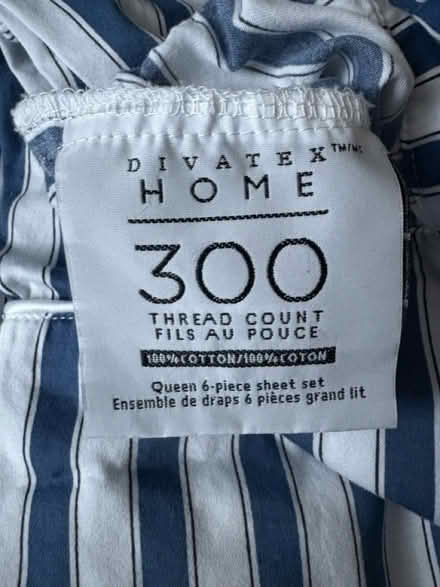 DIVATEX™/MC
HOME
300
THREAD COUNT
FILS AU POUCE
100%COTTON/100%COTON
Queen 6-piece sheet set
Ensemble de draps 6 pièces grand lit